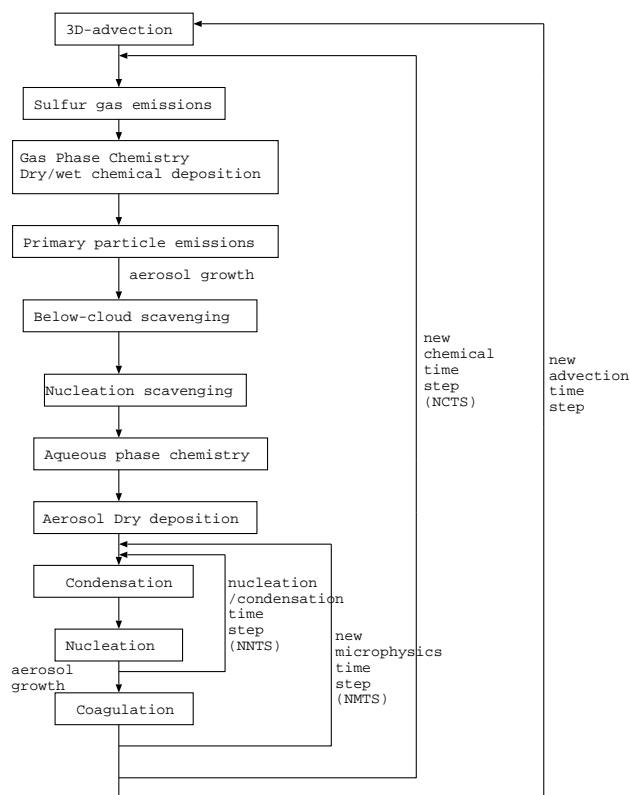 3D-advection
Sulfur gas emissions
Gas Phase Chemistry
Dry/wet chemical deposition
Primary particle emissions
aerosol growth
Below-cloud scavenging
Nucleation scavenging
Aqueous phase chemistry
Aerosol Dry deposition
Condensation
Nucleation
aerosol
growth
Coagulation
nucleation
/condensation
time
step
(NNTS)
new
microphysics
time
step
(NMTS)
new
chemical
time
step
(NCTS)
new
advection
time
step